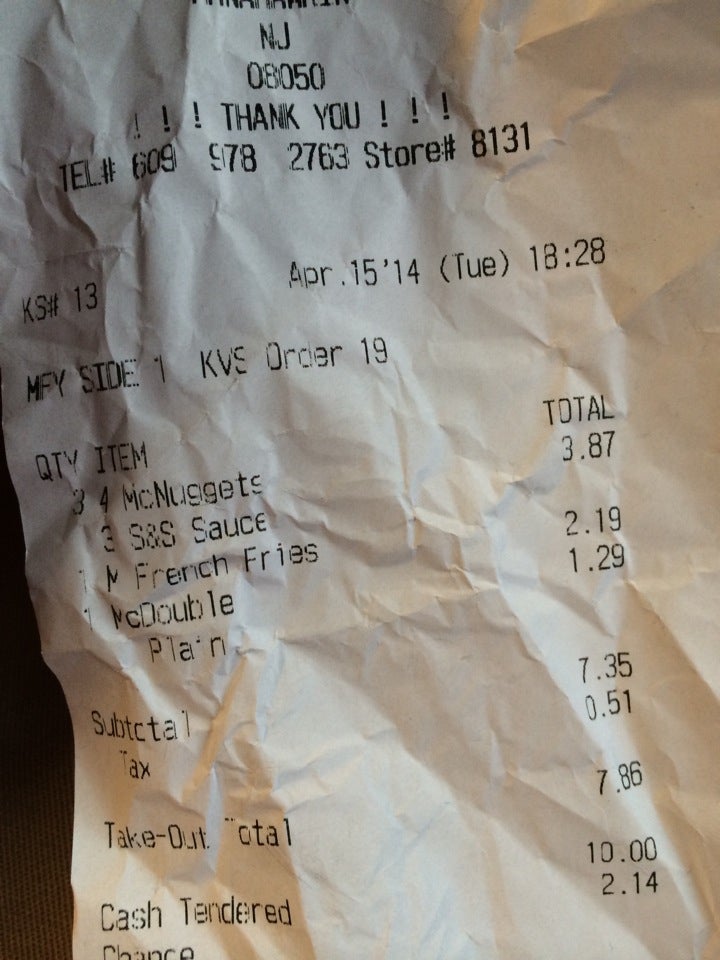 NJ
08050
! ! ! THANK YOU ! ! !
TEL# 609 978 2763 Store# 8131
KS# 13 Apr.15'14 (Tue) 18:28
MFY SIDE 1 KVS Order 19
QTY ITEM TOTAL
3 4 McNuggets 3.87
3 S&S Sauce
1 M French Fries 2.19
1 McDouble 1.29
Plain
Subtotal 7.35
Tax 0.51
Take-Out Total 7.86
Cash Tendered 10.00
Change 2.14